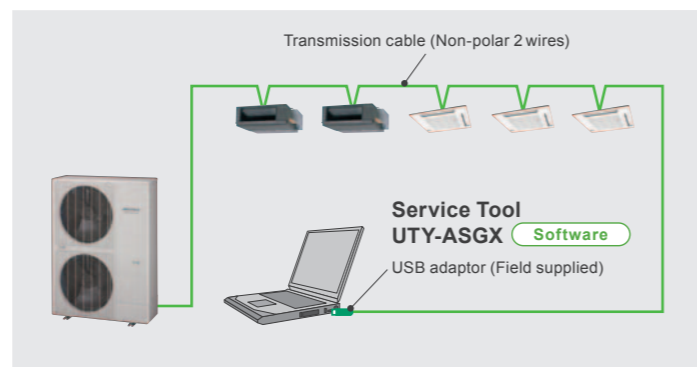 Transmission cable (Non-polar 2 wires)
Service Tool
UTY-ASGX Software
USB adaptor (Field supplied)